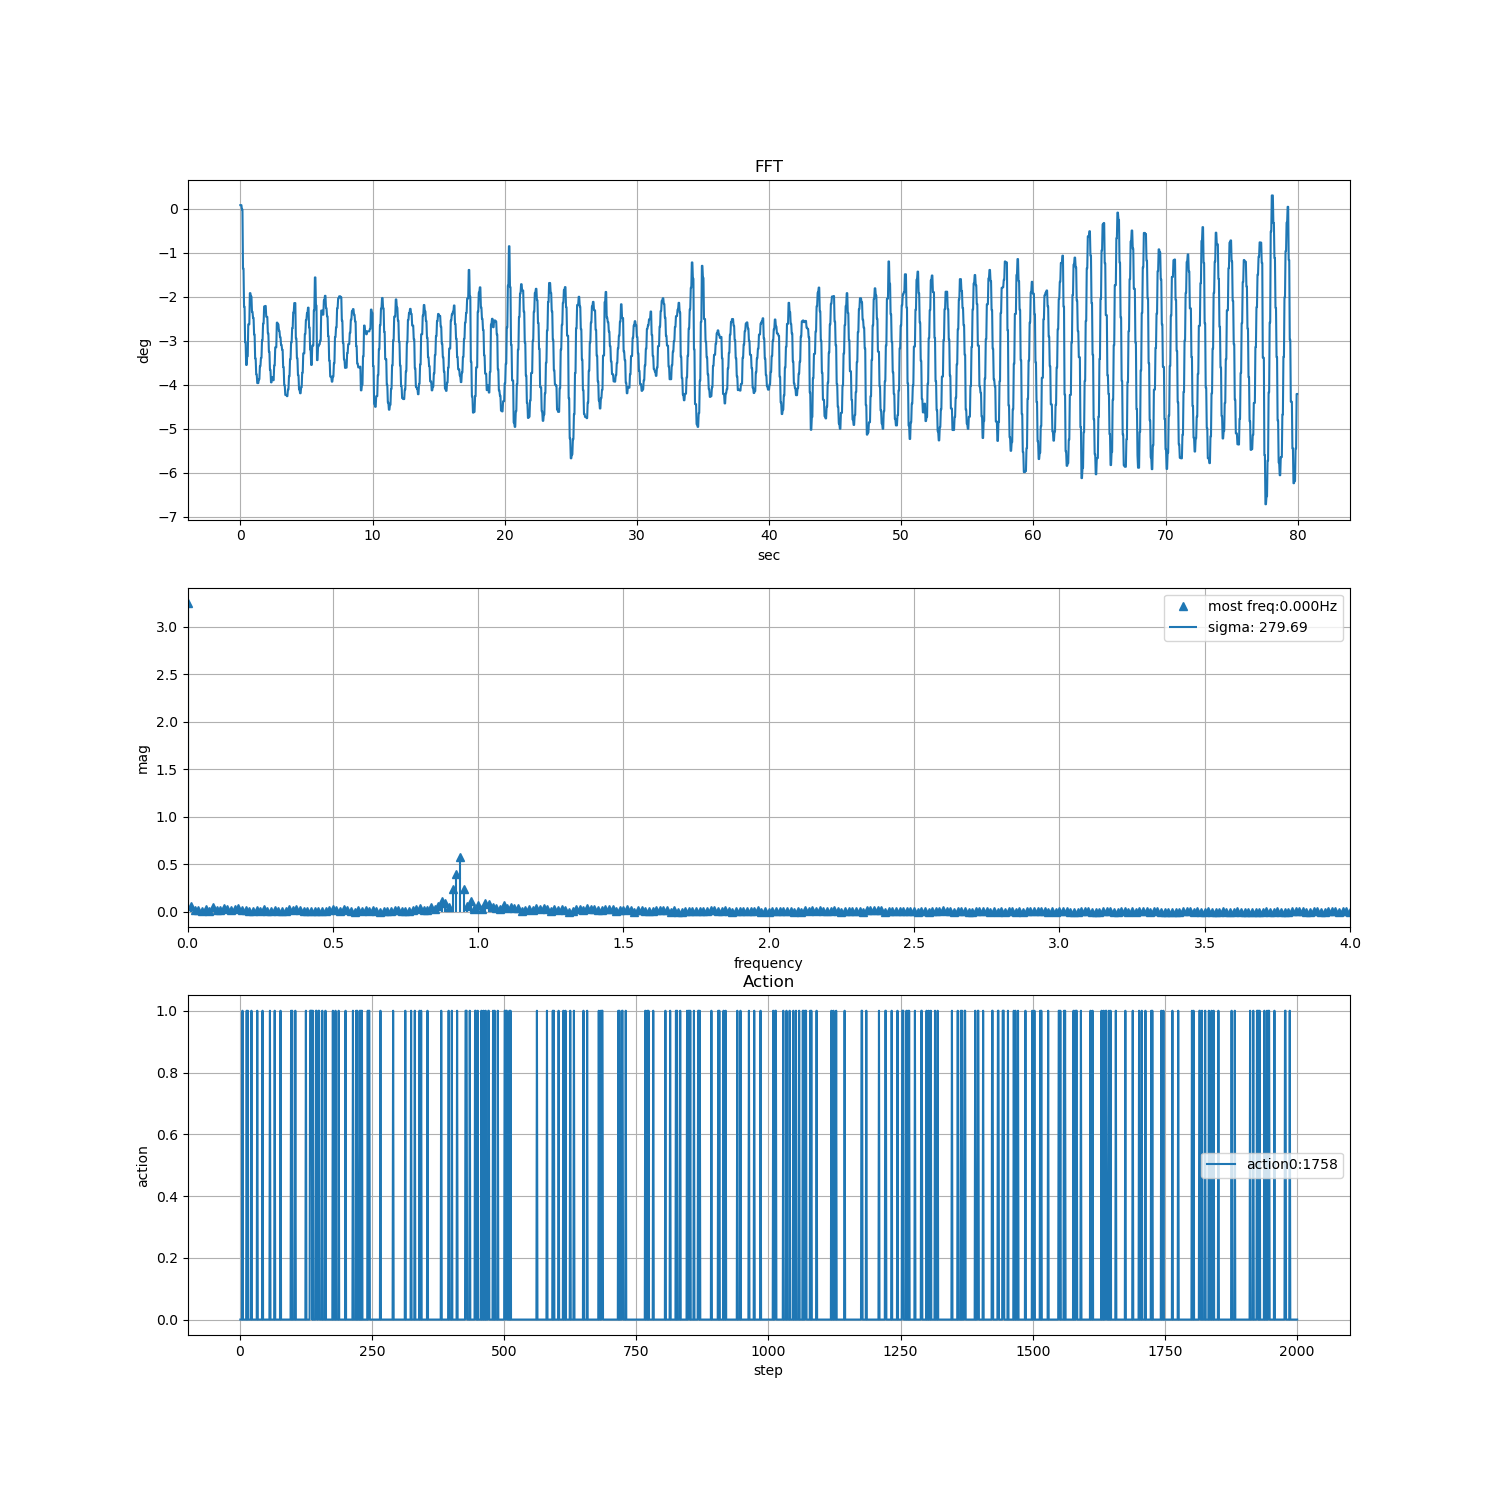 FFT
0
−1
−2
−3
−4
−5
−6
−7
deg
0 10 20 30 40 50 60 70 80
sec
most freq:0.000Hz
sigma: 279.69
3.0
2.5
2.0
1.5
1.0
0.5
0.0
mag
0.0 0.5 1.0 1.5 2.0 2.5 3.0 3.5 4.0
frequency
Action
1.0
0.8
0.6
0.4
0.2
0.0
action
action0:1758
0 250 500 750 1000 1250 1500 1750 2000
step